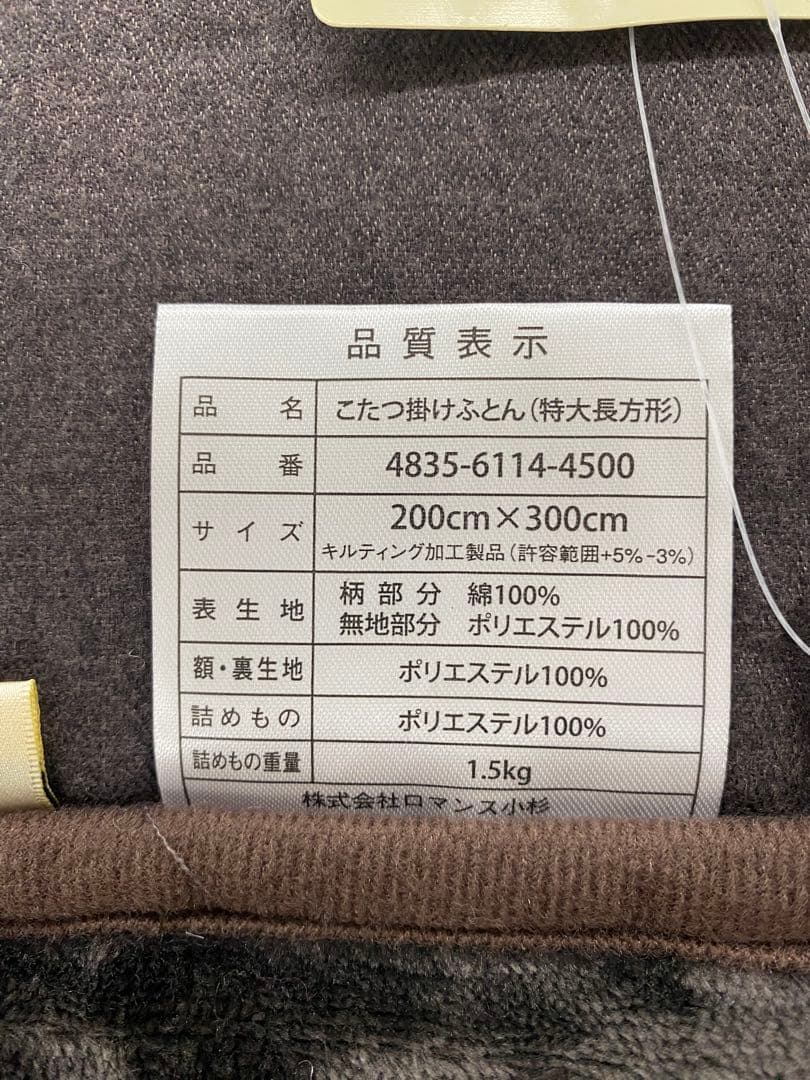 品質表示
品名 こたつ掛けふとん(特大長方形)
品番 4835-6114-4500
サイズ 200cm×300cm
キルティング加工製品(許容範囲+5%-3%)
表生地 柄部分 綿100%
無地部分 ポリエステル100%
額・裏生地 ポリエステル100%
詰めもの ポリエステル100%
詰めもの重量 1.5kg
株式会社ロマンス小杉